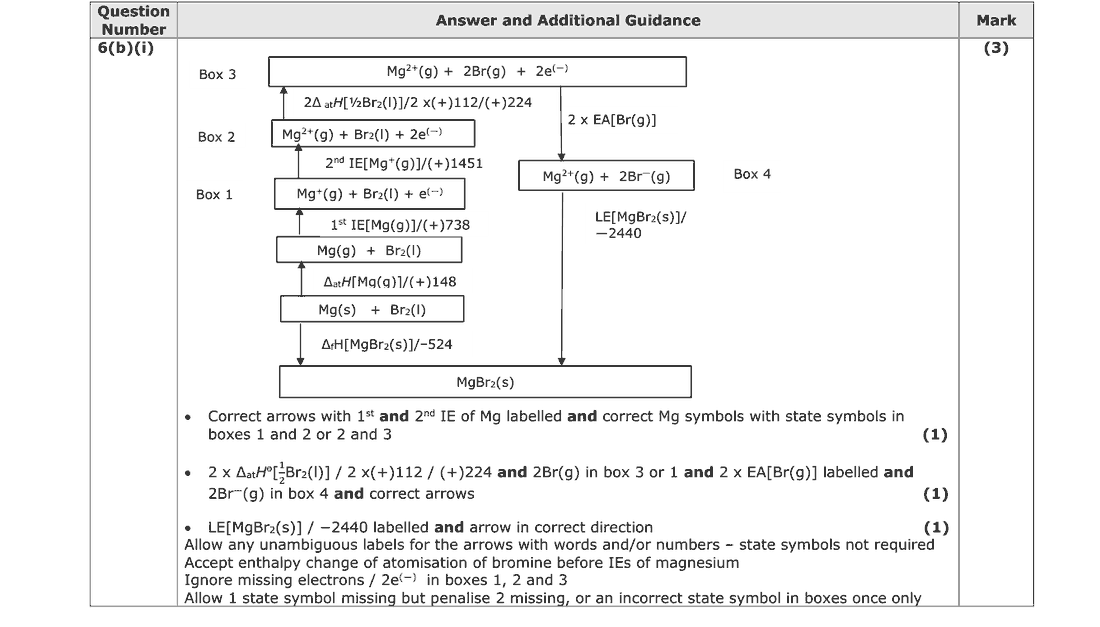 Question Number
Answer and Additional Guidance
Mark
6(b)(i)
(3)
Box 3
Mg²⁺(g) + 2Br(g) + 2e⁽⁻⁾
2Δ ₐₜH[½Br₂(l)]/2 x(+)112/(+)224
2 x EA[Br(g)]
Box 2
Mg²⁺(g) + Br₂(l) + 2e⁽⁻⁾
2ⁿᵈ IE[Mg⁺(g)]/(+)1451
Mg²⁺(g) + 2Br⁻(g)
Box 4
Box 1
Mg⁺(g) + Br₂(l) + e⁽⁻⁾
LE[MgBr₂(s)]/
−2440
1ˢᵗ IE[Mg(g)]/(+)738
Mg(g) + Br₂(l)
ΔₐₜH[Mg(g)]/(+)148
Mg(s) + Br₂(l)
ΔfH[MgBr₂(s)]/–524
MgBr₂(s)
• Correct arrows with 1ˢᵗ and 2ⁿᵈ IE of Mg labelled and correct Mg symbols with state symbols in
boxes 1 and 2 or 2 and 3 (1)
• 2 x ΔₐₜH°[½Br₂(l)] / 2 x(+)112 / (+)224 and 2Br(g) in box 3 or 1 and 2 x EA[Br(g)] labelled and
2Br⁻(g) in box 4 and correct arrows (1)
• LE[MgBr₂(s)] / −2440 labelled and arrow in correct direction (1)
Allow any unambiguous labels for the arrows with words and/or numbers – state symbols not required
Accept enthalpy change of atomisation of bromine before IEs of magnesium
Ignore missing electrons / 2e⁽⁻⁾ in boxes 1, 2 and 3
Allow 1 state symbol missing but penalise 2 missing, or an incorrect state symbol in boxes once only